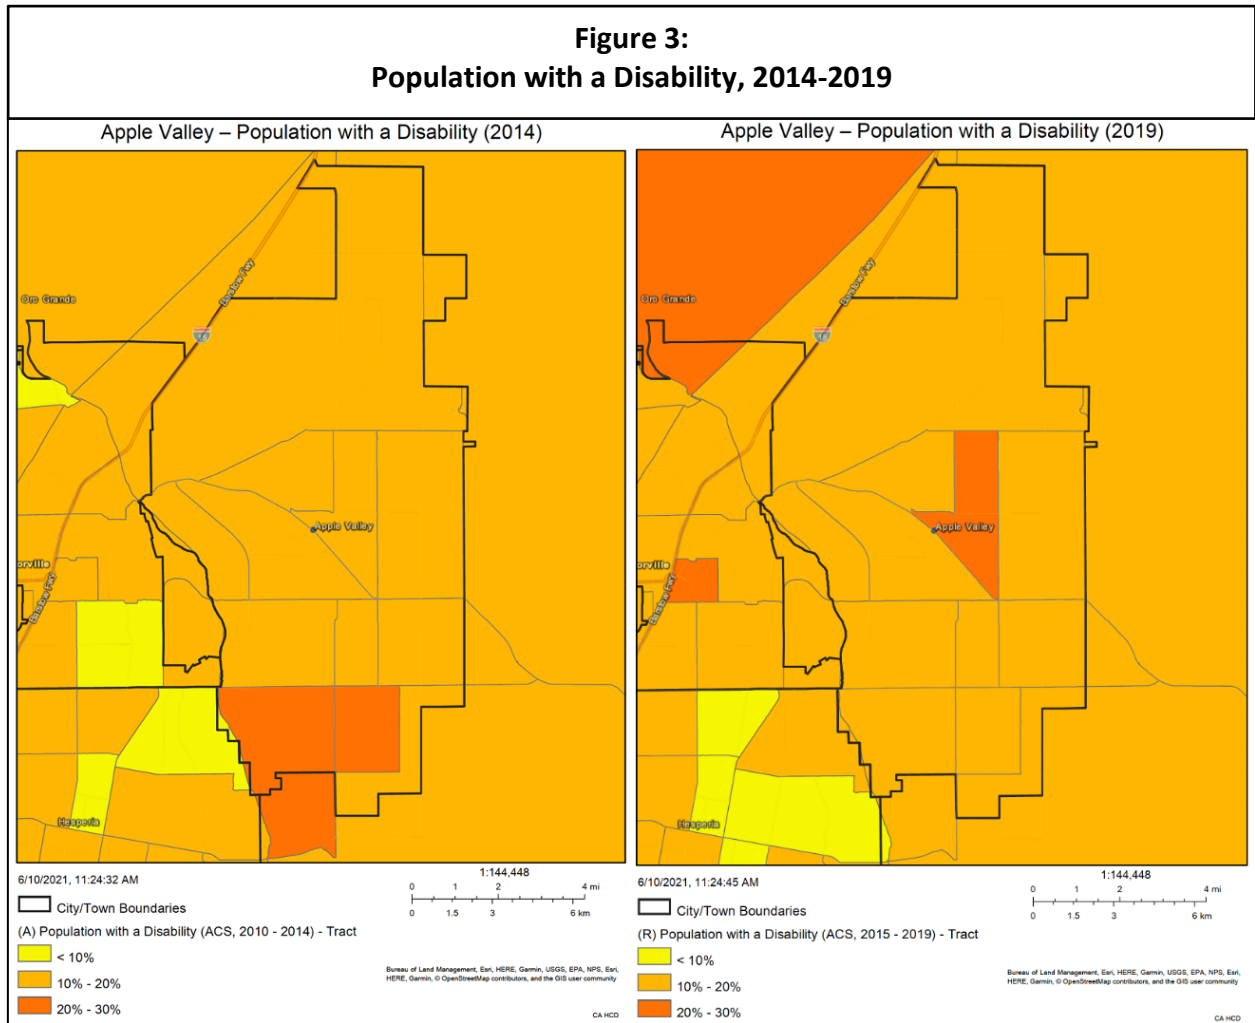 Figure 3:
Population with a Disability, 2014-2019
Apple Valley – Population with a Disability (2014)
Oro Grande
Barstow Fwy
Apple Valley
orville
Barstow Fwy
Hesperia
6/10/2021, 11:24:32 AM
1:144,448
0 1 2 4 mi
0 1.5 3 6 km
City/Town Boundaries
(A) Population with a Disability (ACS, 2010 - 2014) - Tract
< 10%
10% - 20%
20% - 30%
Bureau of Land Management, Esri, HERE, Garmin, USGS, EPA, NPS, Esri,
HERE, Garmin, © OpenStreetMap contributors, and the GIS user community
CA HCD
Apple Valley – Population with a Disability (2019)
Oro Grande
Barstow Fwy
Apple Valley
orville
Barstow Fwy
Hesperia
6/10/2021, 11:24:45 AM
1:144,448
0 1 2 4 mi
0 1.5 3 6 km
City/Town Boundaries
(R) Population with a Disability (ACS, 2015 - 2019) - Tract
< 10%
10% - 20%
20% - 30%
Bureau of Land Management, Esri, HERE, Garmin, USGS, EPA, NPS, Esri,
HERE, Garmin, © OpenStreetMap contributors, and the GIS user community
CA HCD